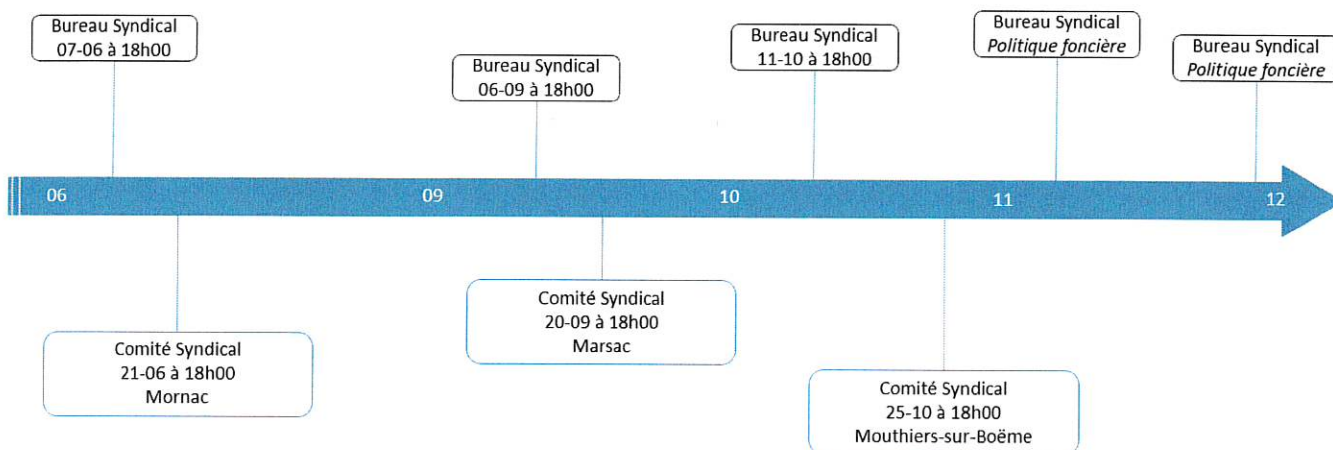 Bureau Syndical
07-06 à 18h00
Bureau Syndical
06-09 à 18h00
Bureau Syndical
11-10 à 18h00
Bureau Syndical
Politique foncière
Bureau Syndical
Politique foncière
06
09
10
11
12
Comité Syndical
21-06 à 18h00
Mornac
Comité Syndical
20-09 à 18h00
Marsac
Comité Syndical
25-10 à 18h00
Mouthiers-sur-Boëme